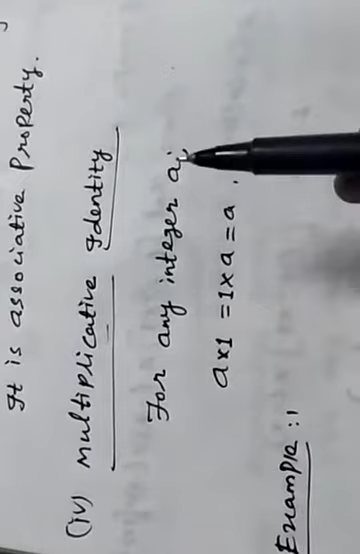 It is associative Property.
(iv) Multiplicative Identity
For any integer a;
a×1 = 1×a = a.
Example :1